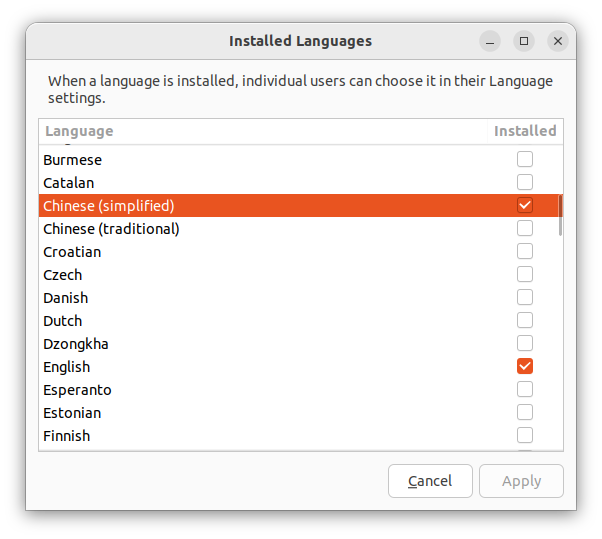 Installed Languages
When a language is installed, individual users can choose it in their Language
settings.
Language Installed
Burmese
Catalan
Chinese (simplified)
Chinese (traditional)
Croatian
Czech
Danish
Dutch
Dzongkha
English
Esperanto
Estonian
Finnish
Cancel Apply